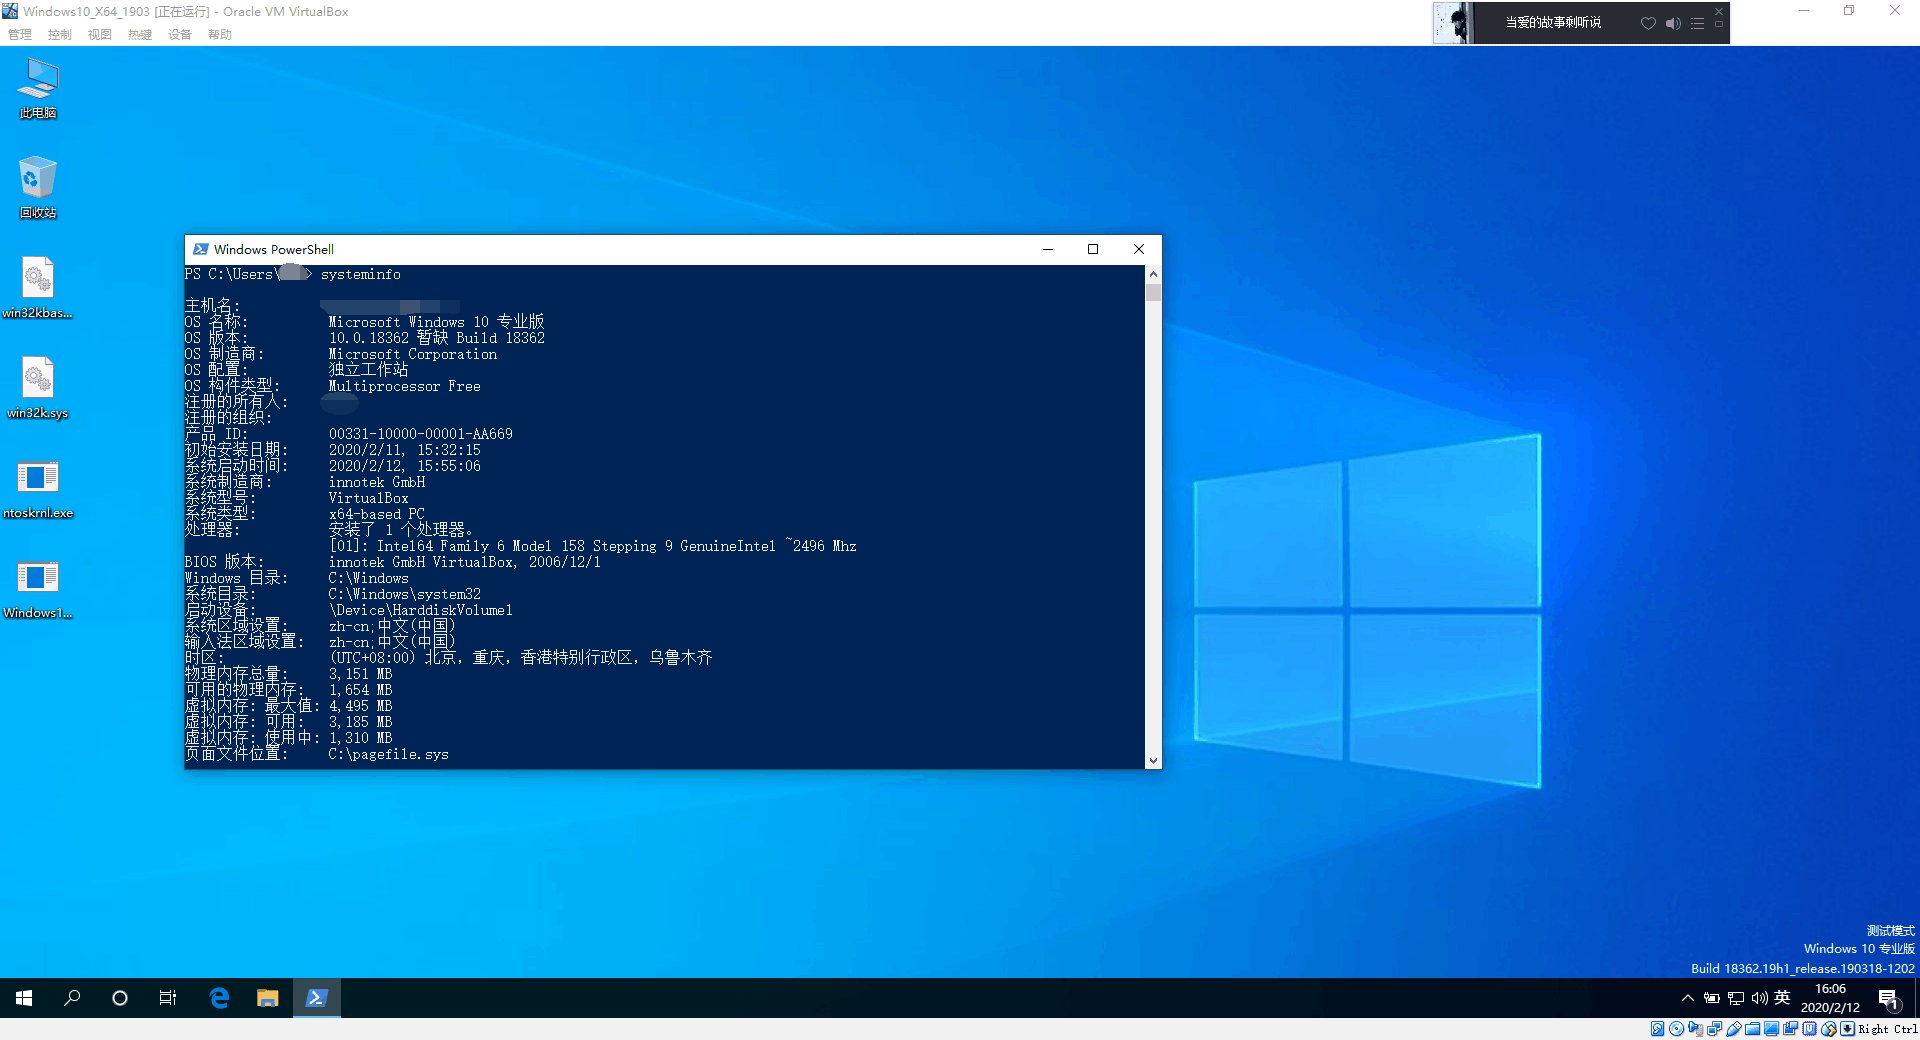 Windows10_X64_1903 [正在运行] - Oracle VM VirtualBox
管理 控制 视图 热键 设备 帮助
当爱的故事剩听说
此电脑
回收站
win32kbas...
win32k.sys
ntoskrnl.exe
Windows1...
Windows PowerShell
PS C:\Users\ > systeminfo
主机名:
OS 名称: Microsoft Windows 10 专业版
OS 版本: 10.0.18362 暂缺 Build 18362
OS 制造商: Microsoft Corporation
OS 配置: 独立工作站
OS 构件类型: Multiprocessor Free
注册的所有人:
注册的组织:
产品 ID: 00331-10000-00001-AA669
初始安装日期: 2020/2/11, 15:32:15
系统启动时间: 2020/2/12, 15:55:06
系统制造商: innotek GmbH
系统型号: VirtualBox
系统类型: x64-based PC
处理器: 安装了 1 个处理器。
[01]: Intel64 Family 6 Model 158 Stepping 9 GenuineIntel ~2496 Mhz
BIOS 版本: innotek GmbH VirtualBox, 2006/12/1
Windows 目录: C:\Windows
系统目录: C:\Windows\system32
启动设备: \Device\HarddiskVolume1
系统区域设置: zh-cn;中文(中国)
输入法区域设置: zh-cn;中文(中国)
时区: (UTC+08:00) 北京，重庆，香港特别行政区，乌鲁木齐
物理内存总量: 3,151 MB
可用的物理内存: 1,654 MB
虚拟内存: 最大值: 4,495 MB
虚拟内存: 可用: 3,185 MB
虚拟内存: 使用中: 1,310 MB
页面文件位置: C:\pagefile.sys
测试模式
Windows 10 专业版
Build 18362.19h1_release.190318-1202
英
16:06
2020/2/12
1
Right Ctrl